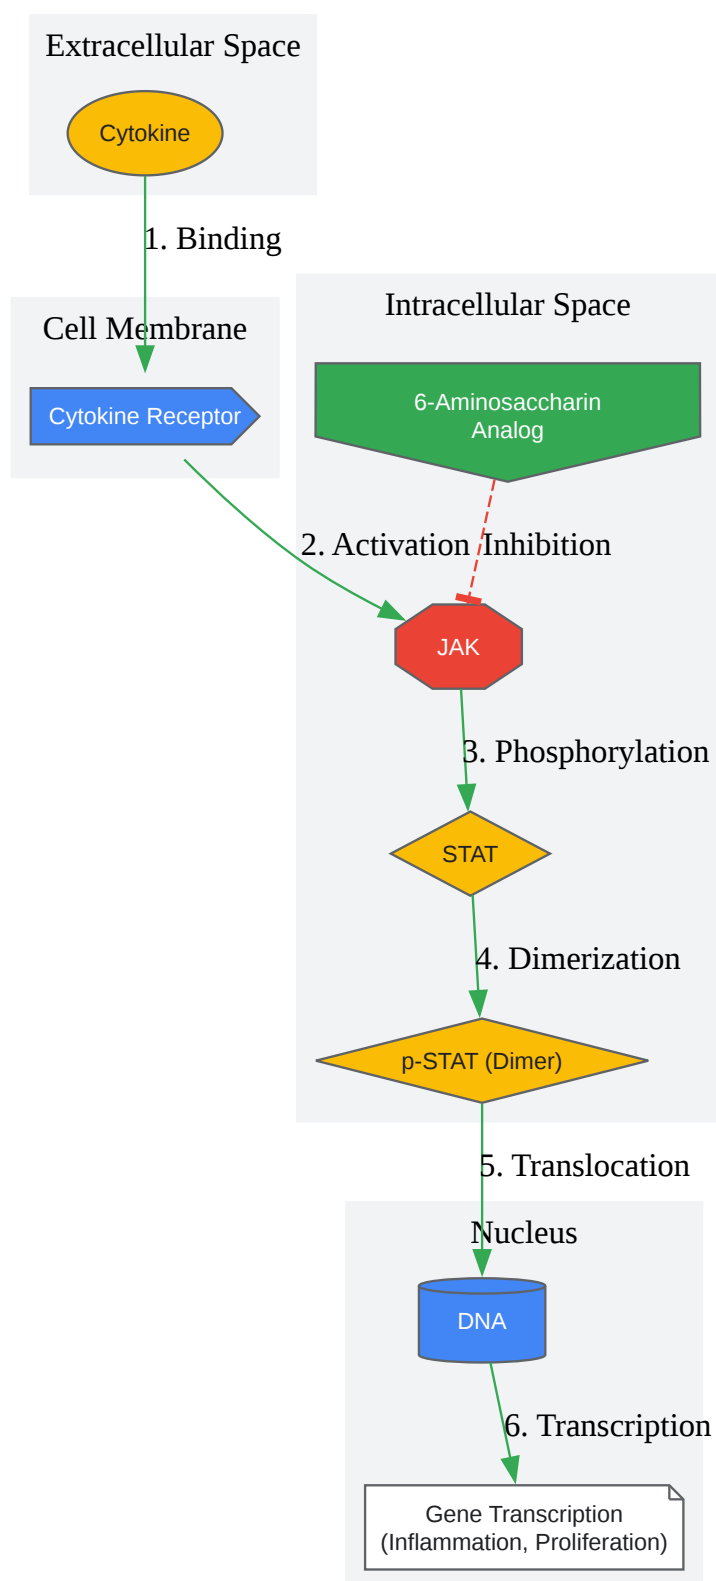 Extracellular Space
Cytokine
1. Binding
Cell Membrane
Cytokine Receptor
Intracellular Space
6-Aminosaccharin
Analog
2. Activation
Inhibition
JAK
3. Phosphorylation
STAT
4. Dimerization
p-STAT (Dimer)
5. Translocation
Nucleus
DNA
6. Transcription
Gene Transcription
(Inflammation, Proliferation)